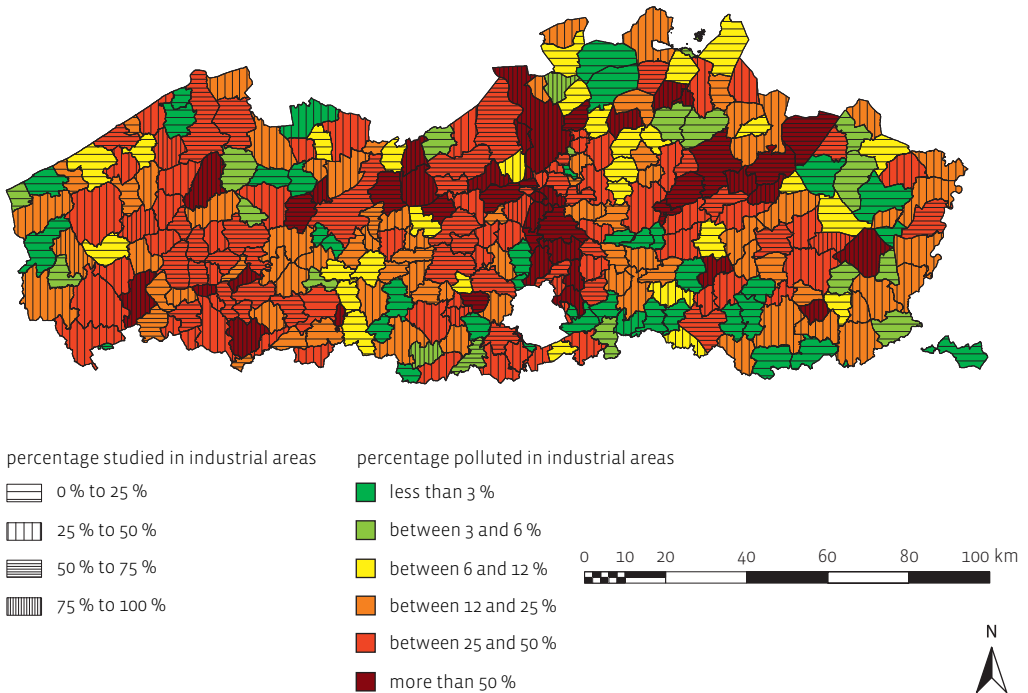 percentage studied in industrial areas
0 % to 25 %
25 % to 50 %
50 % to 75 %
75 % to 100 %
percentage polluted in industrial areas
less than 3 %
between 3 and 6 %
between 6 and 12 %
between 12 and 25 %
between 25 and 50 %
more than 50 %
0 10 20 40 60 80 100 km
N